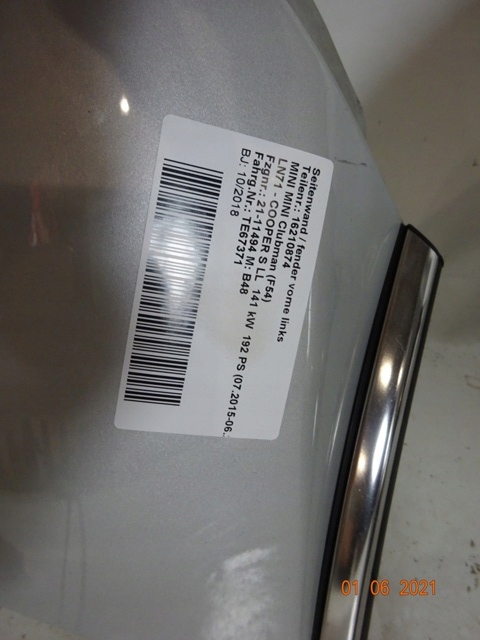 Seitenwand / fender vorne links
Teilenr.: 16210874
MINI MINI Clubman (F54)
LN71 - COOPER S LL 141 kW 192 PS (07.2015-06.
Fzgnr.: 21-11494 M: B48
Fahrg.Nr.: TE67371
BJ: 10/2018
01 06 2021